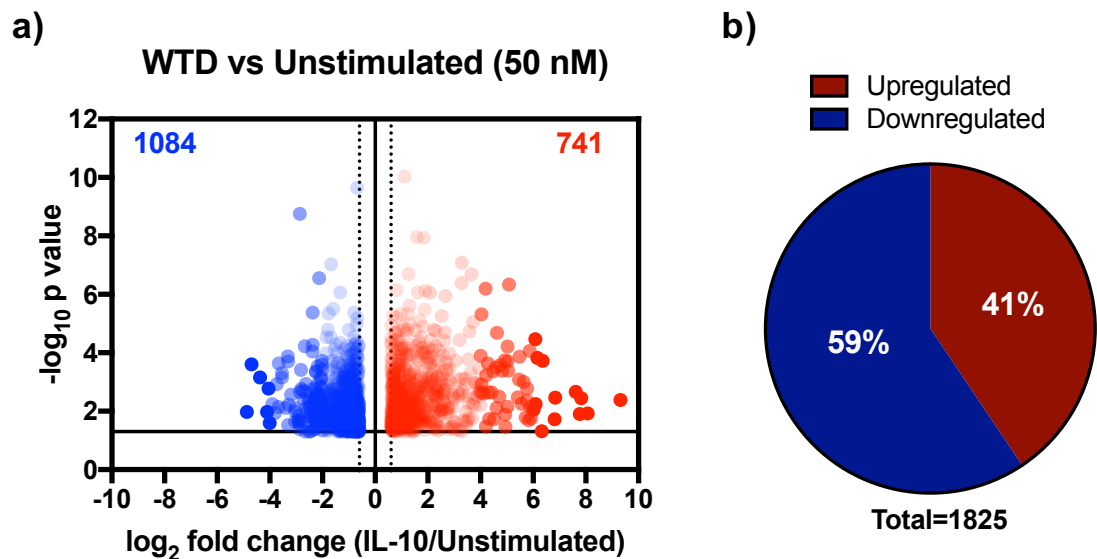 a)
WTD vs Unstimulated (50 nM)
1084
741
-log10 p value
12
10
8
6
4
2
0
-10 -8 -6 -4 -2 0 2 4 6 8 10
log2 fold change (IL-10/Unstimulated)
b)
Upregulated
Downregulated
41%
59%
Total=1825